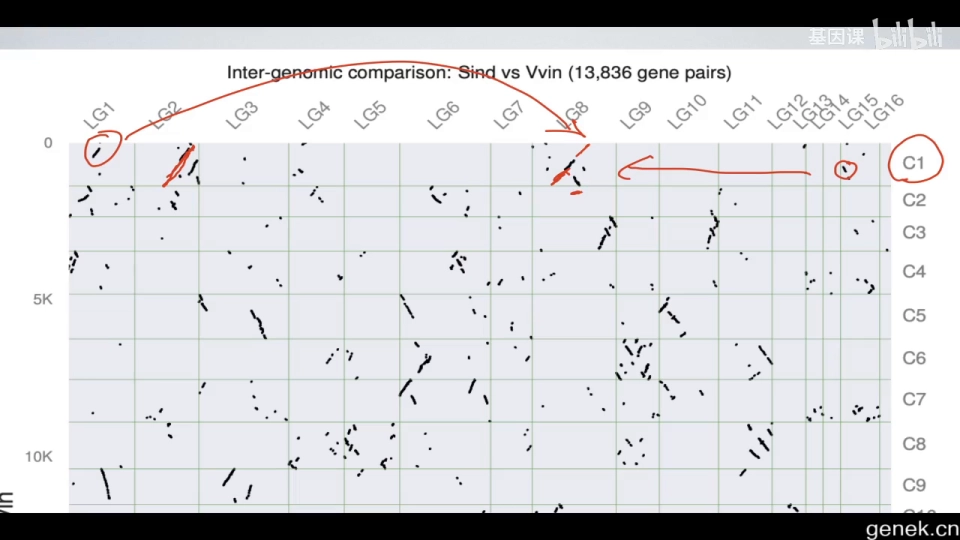 基因课 bilibili
Inter-genomic comparison: Sind vs Vvin (13,836 gene pairs)
LG1 LG2 LG3 LG4 LG5 LG6 LG7 LG8 LG9 LG10 LG11 LG12 LG13 LG14 LG15 LG16
0
C1
C2
C3
C4
5K
C5
C6
C7
C8
10K
C9
C10
genek.cn